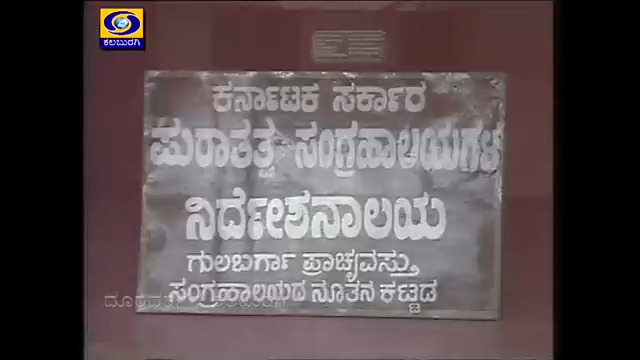 ಕಲಬುರಗಿ
ಕರ್ನಾಟಕ ಸರ್ಕಾರ
ಪುರಾತತ್ವ ಸಂಗ್ರಹಾಲಯಗಳ
ನಿರ್ದೇಶನಾಲಯ
ಗುಲಬರ್ಗಾ ಪ್ರಾಚ್ಯವಸ್ತು
ಸಂಗ್ರಹಾಲಯದ ನೂತನ ಕಟ್ಟಡ